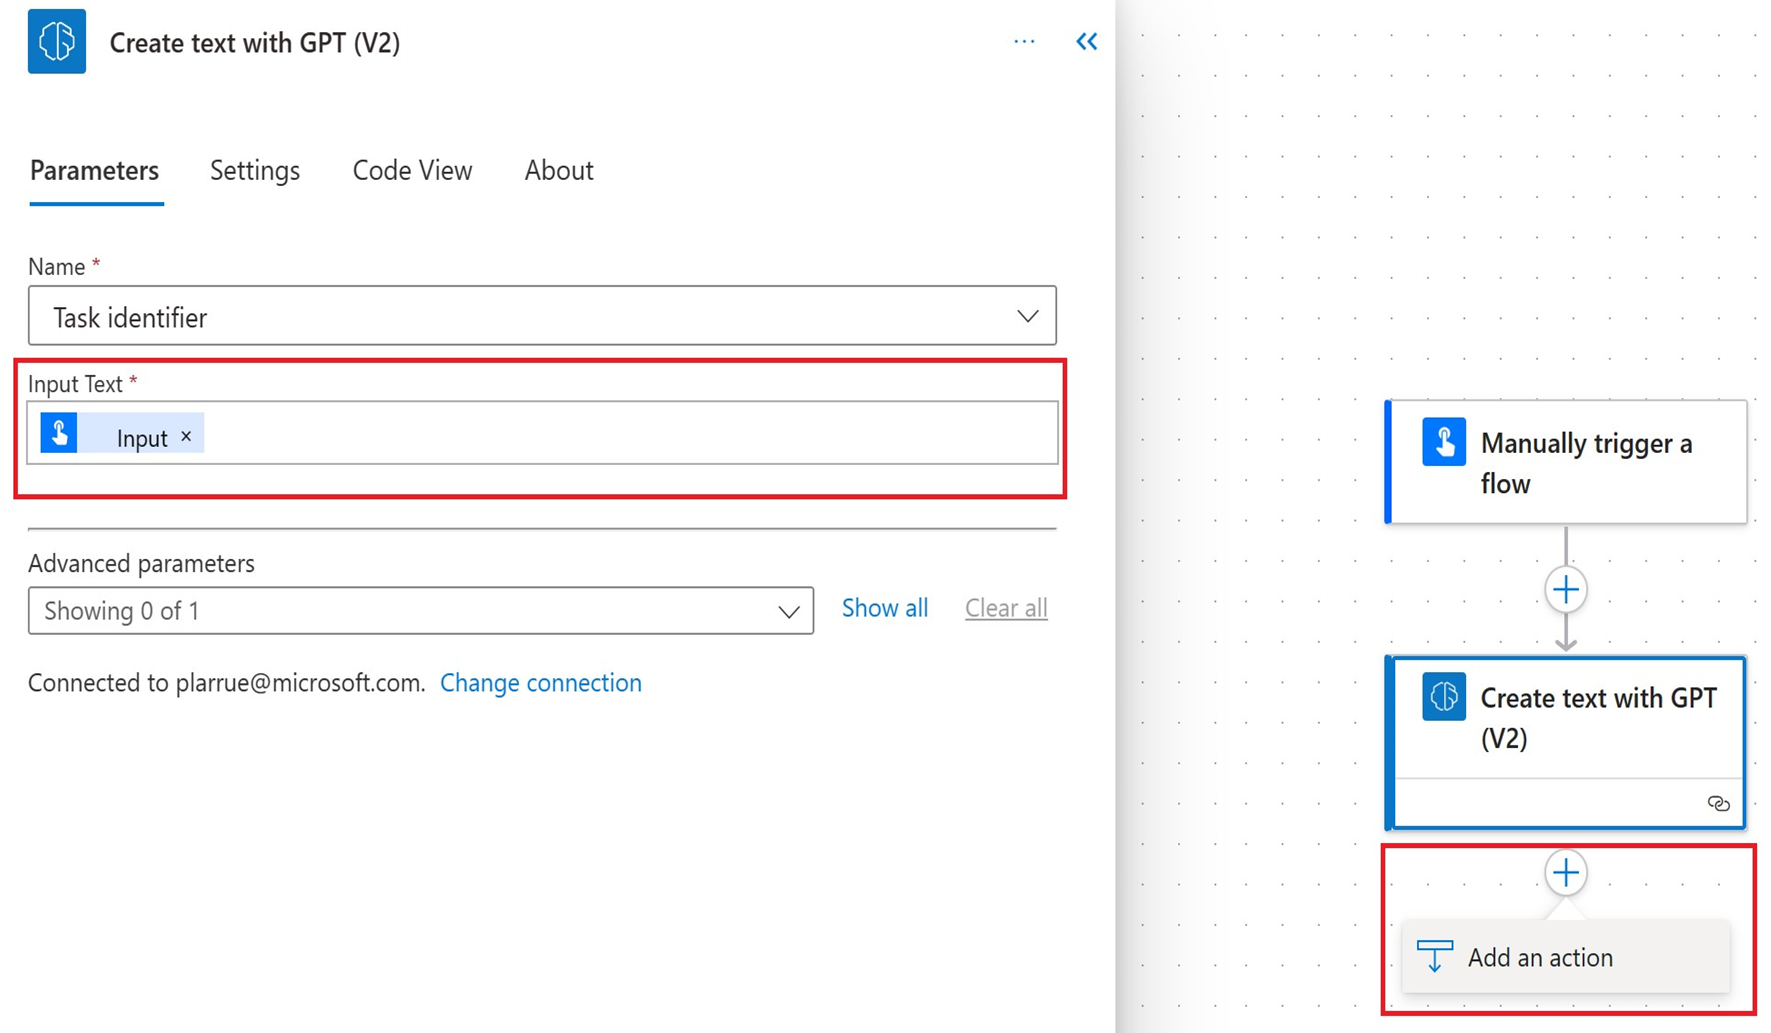 Create text with GPT (V2)
Parameters Settings Code View About
Name *
Task identifier
Input Text *
Input ×
Advanced parameters
Showing 0 of 1 Show all Clear all
Connected to plarrue@microsoft.com. Change connection
Manually trigger a
flow
Create text with GPT
(V2)
Add an action